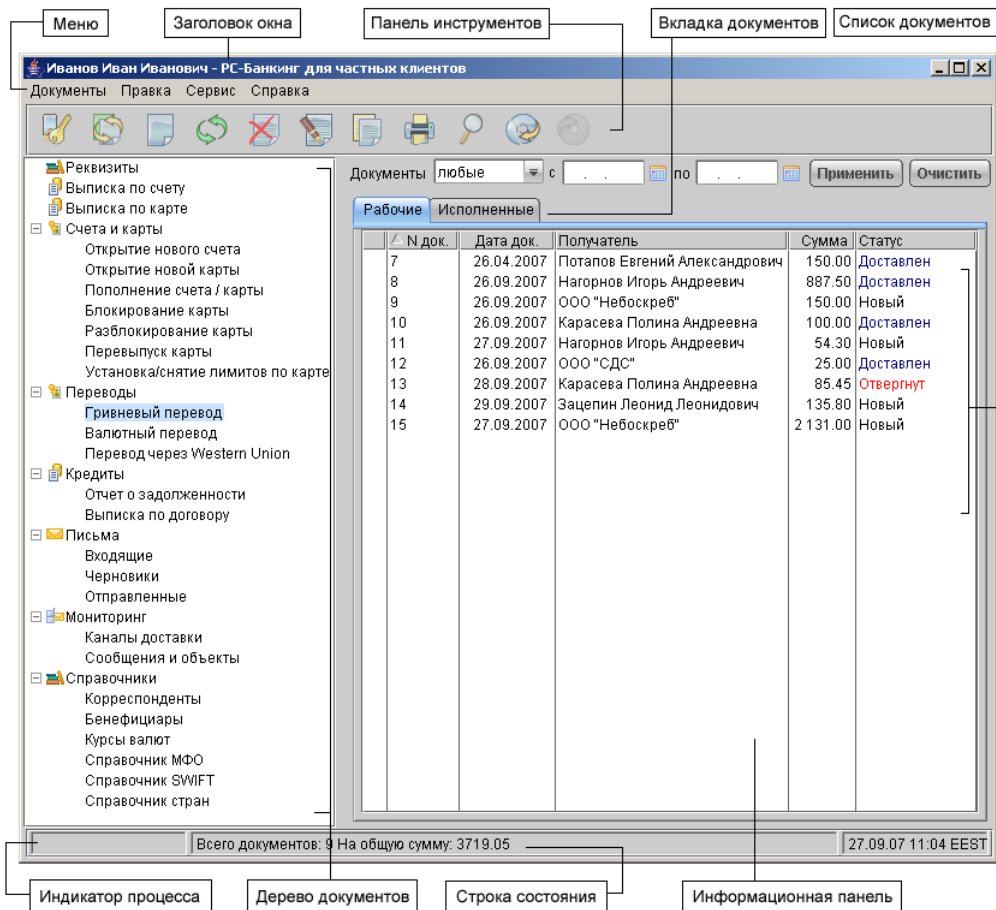 Меню
Заголовок окна
Панель инструментов
Вкладка документов
Список документов
Иванов Иван Иванович - РС-Банкинг для частных клиентов
Документы Правка Сервис Справка
Реквизиты
Выписка по счету
Выписка по карте
Счета и карты
Открытие нового счета
Открытие новой карты
Пополнение счета / карты
Блокирование карты
Разблокирование карты
Перевыпуск карты
Установка/снятие лимитов по карте
Переводы
Гривневый перевод
Валютный перевод
Перевод через Western Union
Кредиты
Отчет о задолженности
Выписка по договору
Письма
Входящие
Черновики
Отправленные
Мониторинг
Каналы доставки
Сообщения и объекты
Справочники
Корреспонденты
Бенефициары
Курсы валют
Справочник МФО
Справочник SWIFT
Справочник стран
Документы любые с . . по . . Применить Очистить
Рабочие Исполненные
N док. Дата док. Получатель Сумма Статус
7 26.04.2007 Потапов Евгений Александрович 150.00 Доставлен
8 26.09.2007 Нагорнов Игорь Андреевич 887.50 Доставлен
9 26.09.2007 ООО "Небоскреб" 150.00 Новый
10 26.09.2007 Карасева Полина Андреевна 100.00 Доставлен
11 27.09.2007 Нагорнов Игорь Андреевич 54.30 Новый
12 26.09.2007 ООО "СДС" 25.00 Доставлен
13 28.09.2007 Карасева Полина Андреевна 85.45 Отвергнут
14 29.09.2007 Зацепин Леонид Леонидович 135.80 Новый
15 27.09.2007 ООО "Небоскреб" 2 131.00 Новый
Всего документов: 9 На общую сумму: 3719.05
27.09.07 11:04 EEST
Индикатор процесса
Дерево документов
Строка состояния
Информационная панель